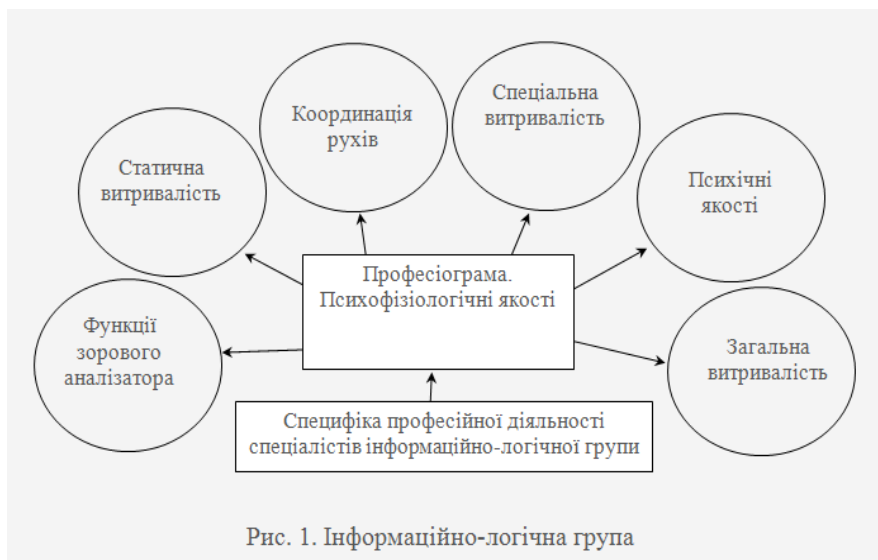 Координація
рухів
Спеціальна
витривалість
Статична
витривалість
Психічні
якості
Професіограма.
Психофізіологічні якості
Функції
зорового
аналізатора
Загальна
витривалість
Специфіка професійної діяльності
спеціалістів інформаційно-логічної групи
Рис. 1. Інформаційно-логічна група